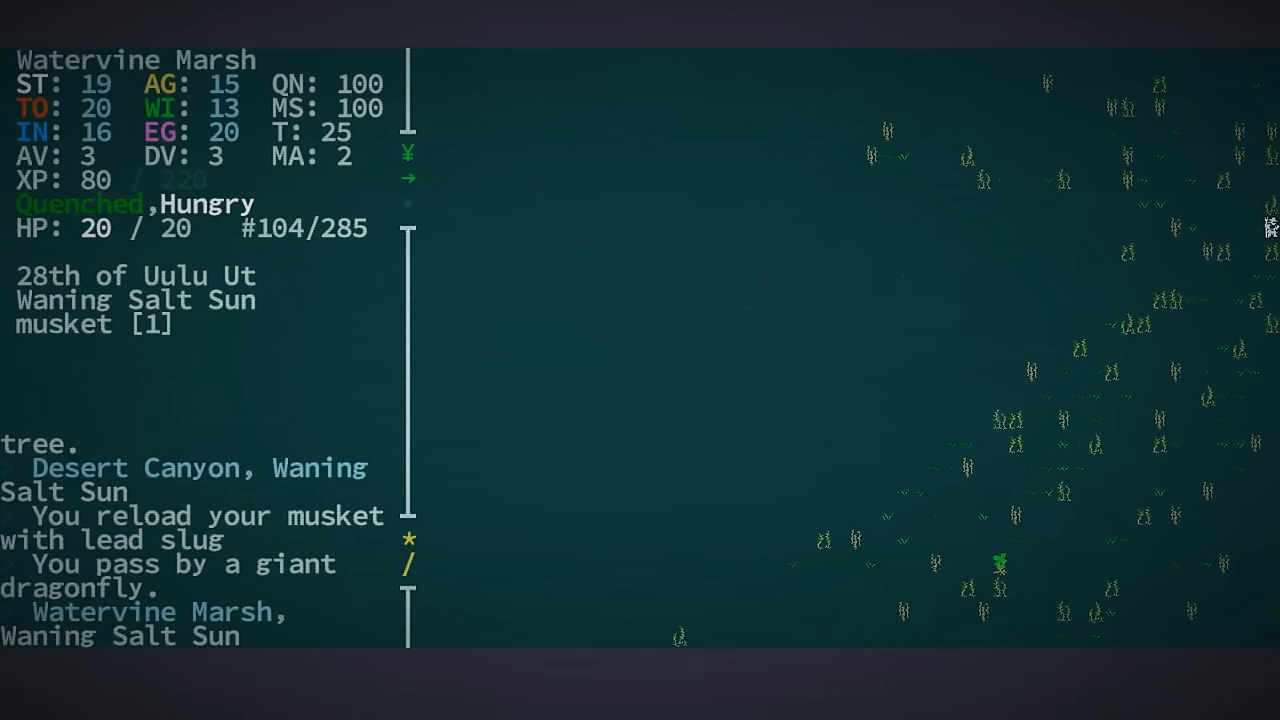 Watervine Marsh
ST: 19 AG: 15 QN: 100
TO: 20 WI: 13 MS: 100
IN: 16 EG: 20 T: 25
AV: 3 DV: 3 MA: 2
XP: 80 / 220
Quenched,Hungry
HP: 20 / 20 #104/285
28th of Uulu Ut
Waning Salt Sun
musket [1]
tree.
> Desert Canyon, Waning
Salt Sun
> You reload your musket
with lead slug
> You pass by a giant
dragonfly.
> Watervine Marsh,
Waning Salt Sun